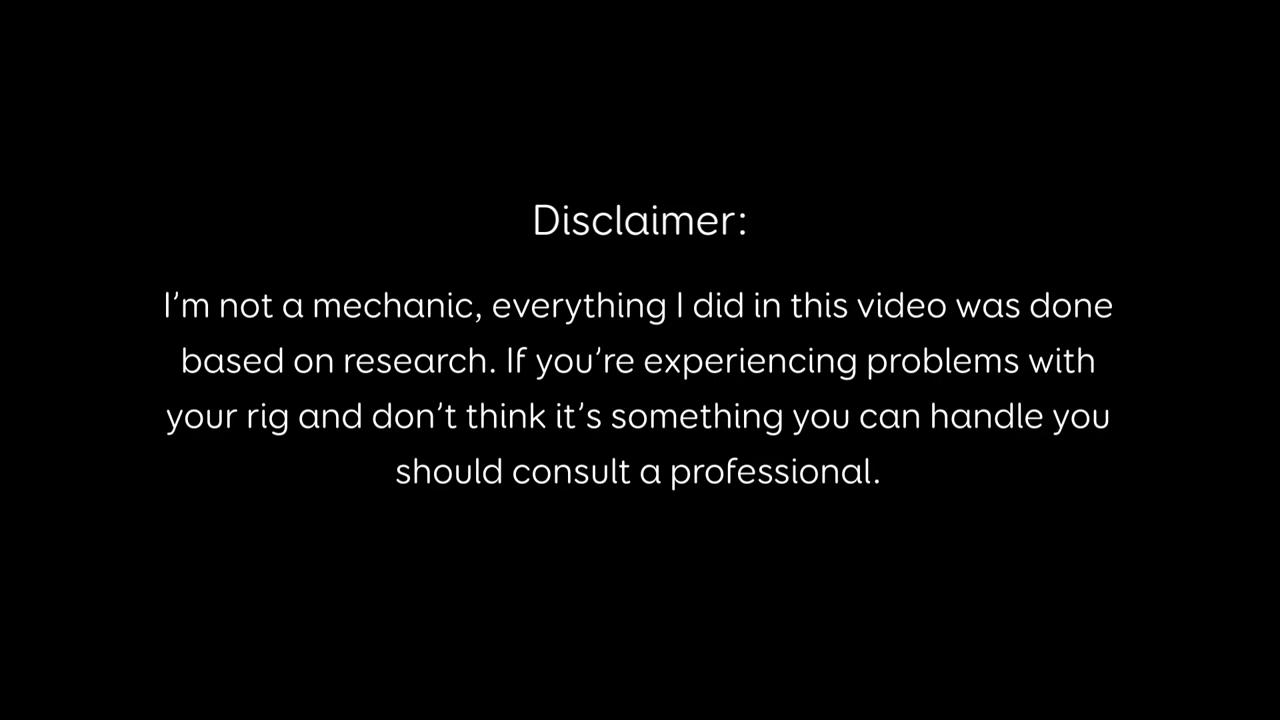 Disclaimer:
I'm not a mechanic, everything I did in this video was done
based on research. If you're experiencing problems with
your rig and don't think it's something you can handle you
should consult a professional.